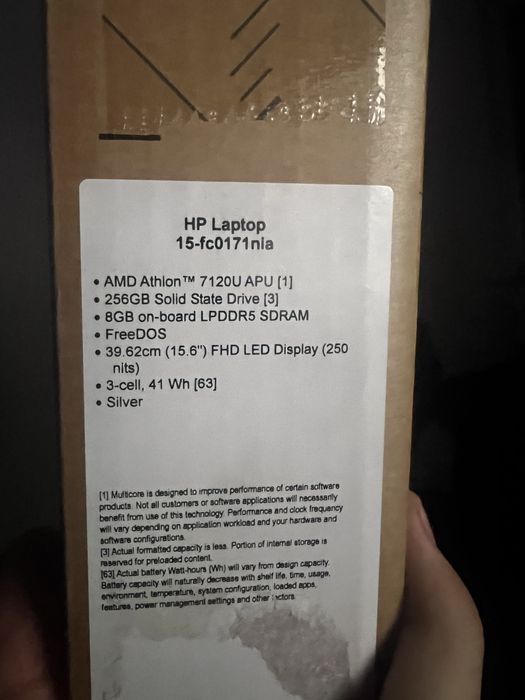 HP Laptop
15-fc0171nia
• AMD Athlon™ 7120U APU [1]
• 256GB Solid State Drive [3]
• 8GB on-board LPDDR5 SDRAM
• FreeDOS
• 39.62cm (15.6") FHD LED Display (250
nits)
• 3-cell, 41 Wh [63]
• Silver
[1] Multicore is designed to improve performance of certain software
products. Not all customers or software applications will necessarily
benefit from use of this technology. Performance and clock frequency
will vary depending on application workload and your hardware and
software configurations.
[3] Actual formatted capacity is less. Portion of internal storage is
reserved for preloaded content.
[63] Actual battery Watt-hours (Wh) will vary from design capacity.
Battery capacity will naturally decrease with shelf life, time, usage,
environment, temperature, system configuration, loaded apps,
features, power management settings and other factors.